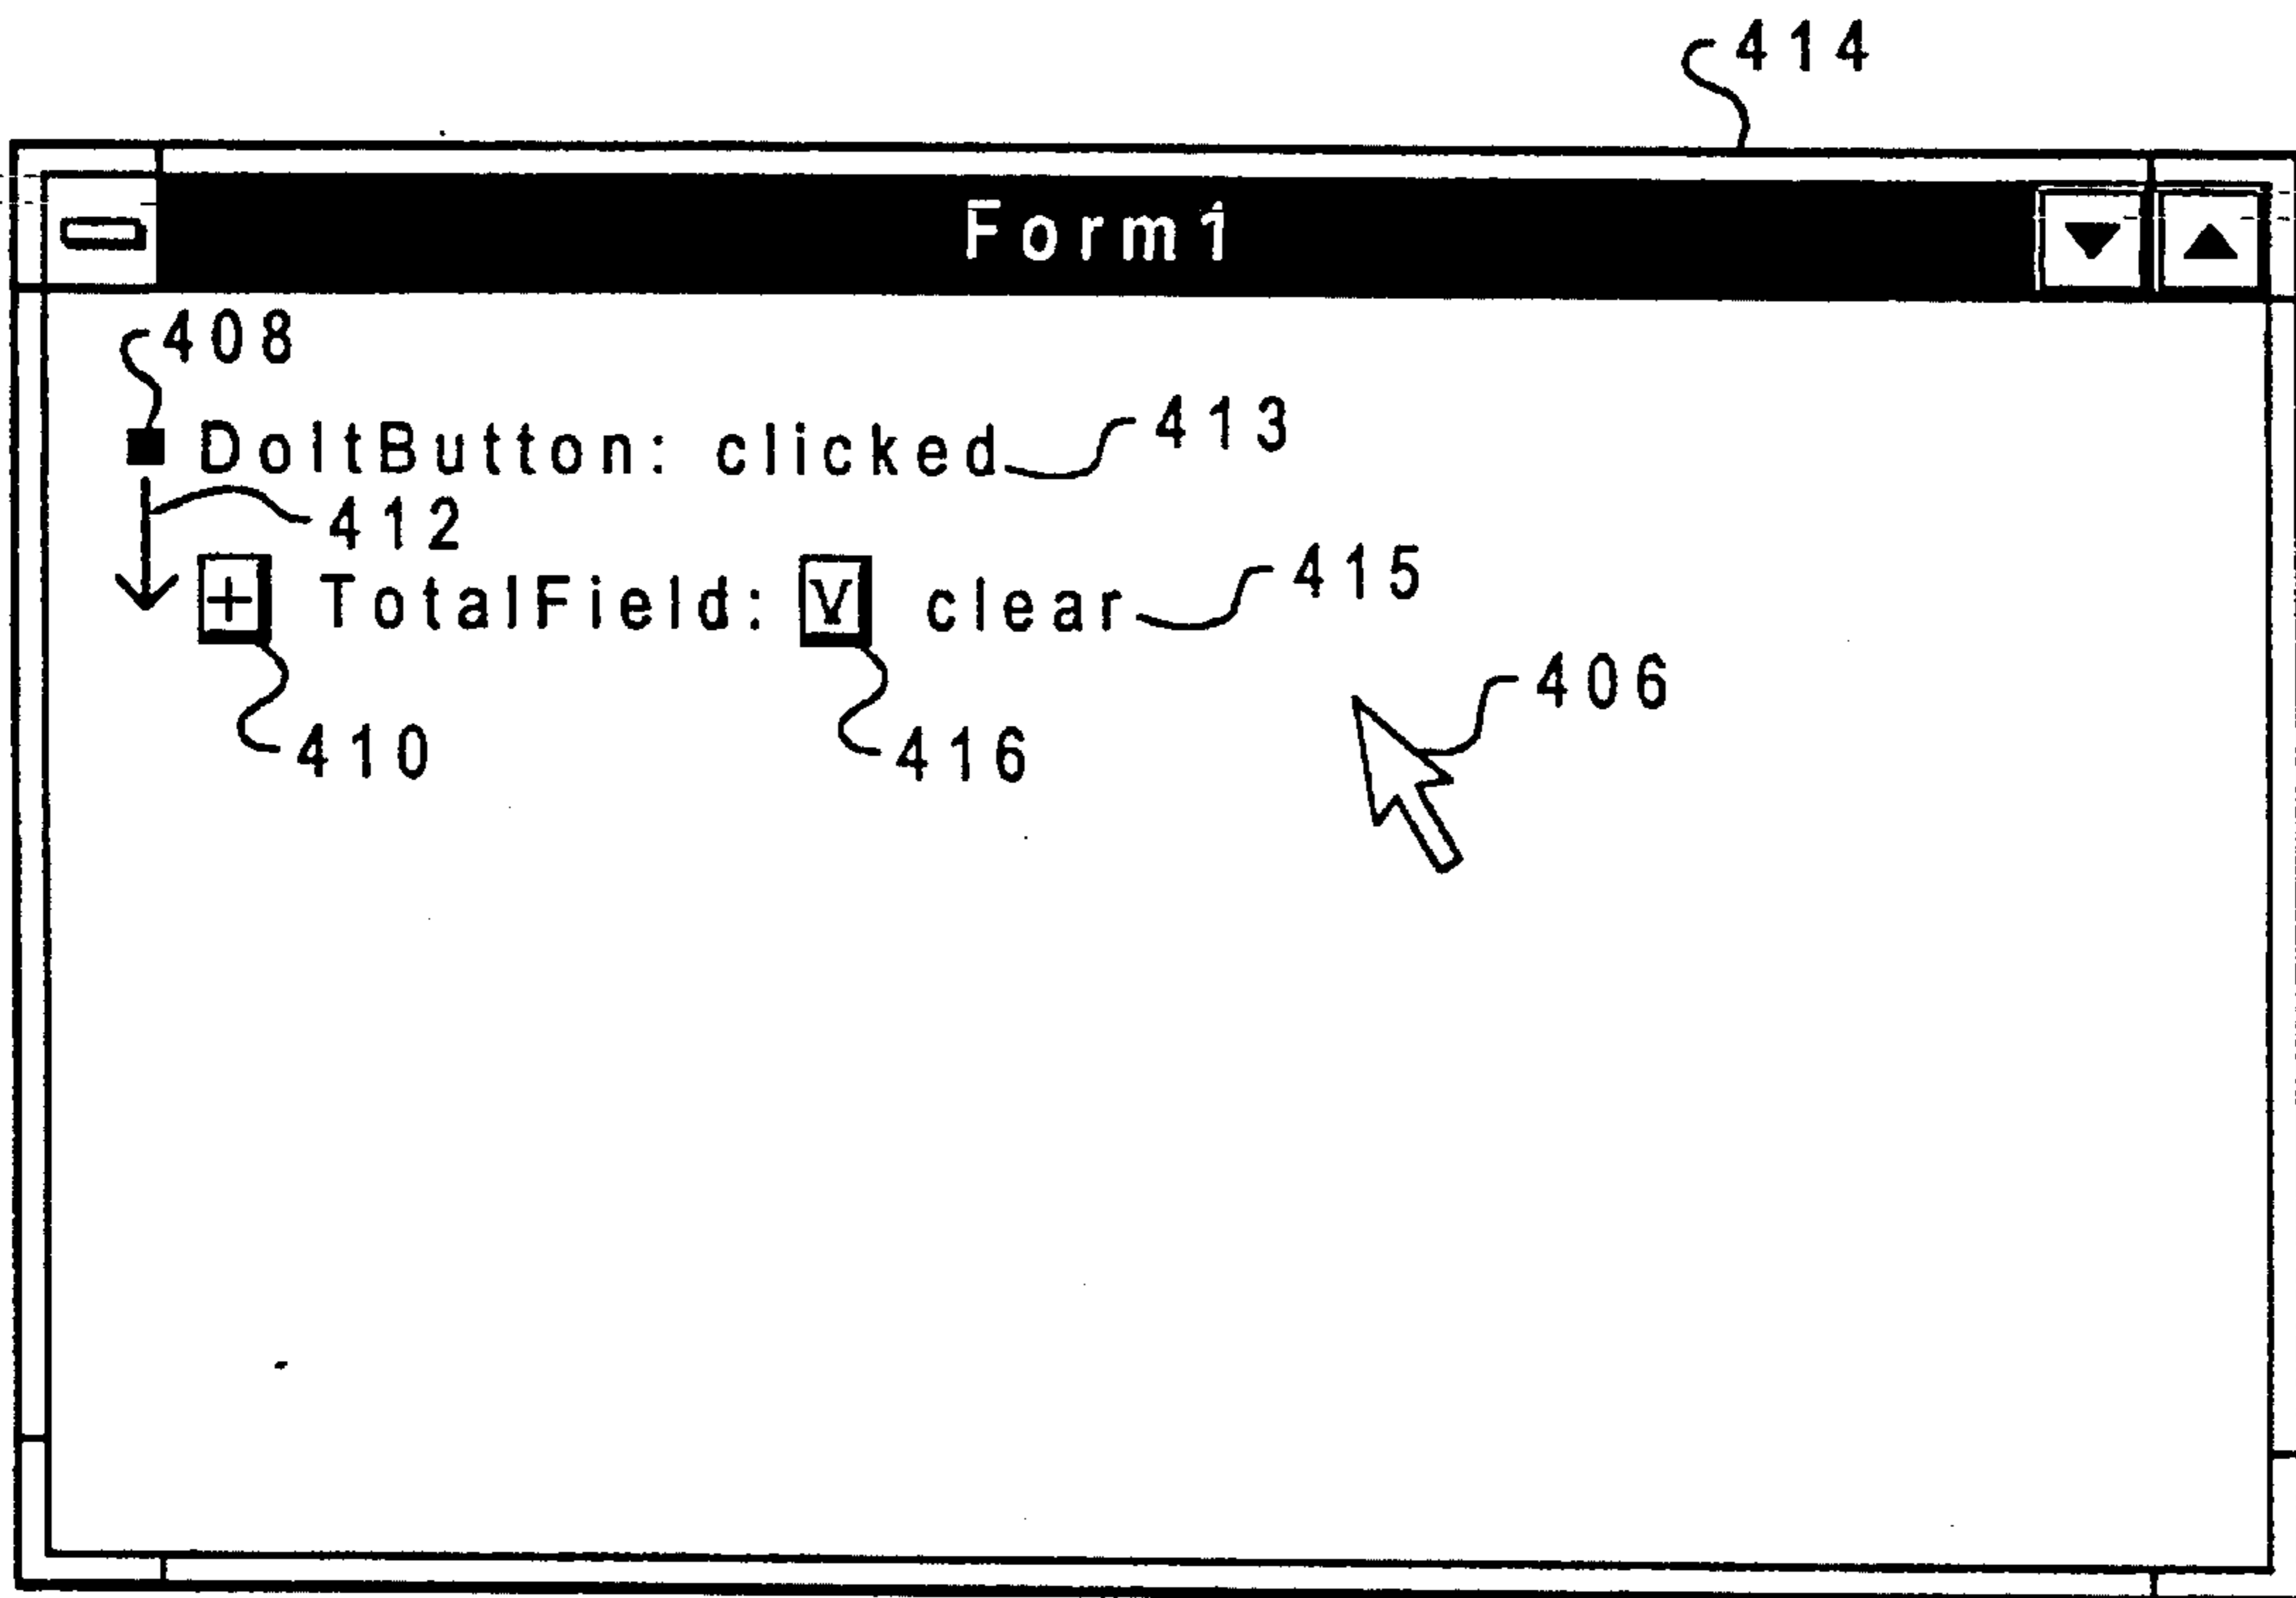 414
Form1
408
DoItButton: clicked 413
412
+ TotalField: V clear 415
406
410 416